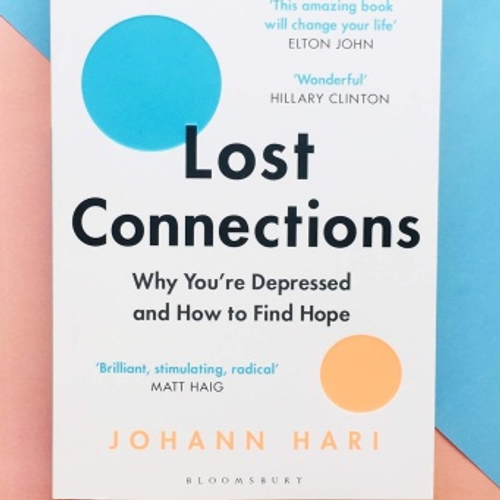 'This amazing book
will change your life'
ELTON JOHN
'Wonderful'
HILLARY CLINTON
Lost
Connections
Why You're Depressed
and How to Find Hope
'Brilliant, stimulating, radical'
MATT HAIG
JOHANN HARI
BLOOMSBURY